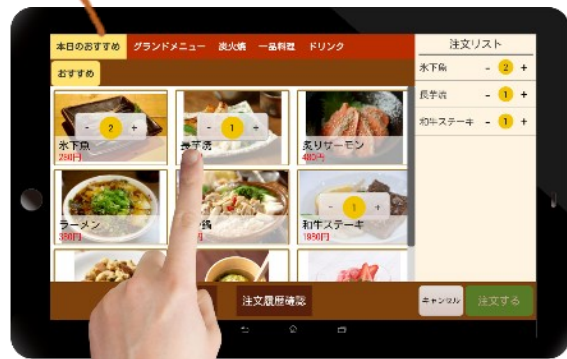 本日のおすすめ グランドメニュー 炭火焼 一品料理 ドリンク
おすすめ
注文リスト
氷下魚 - 2 +
長芋流 - 1 +
和牛ステーキ - 1 +
- 2 +
氷下魚
280円
- 1 +
炙りサーモン
480円
ラーメン
380円
鍋
円
- 1 +
和牛ステーキ
1980円
注文履歴確認
キャンセル
注文する